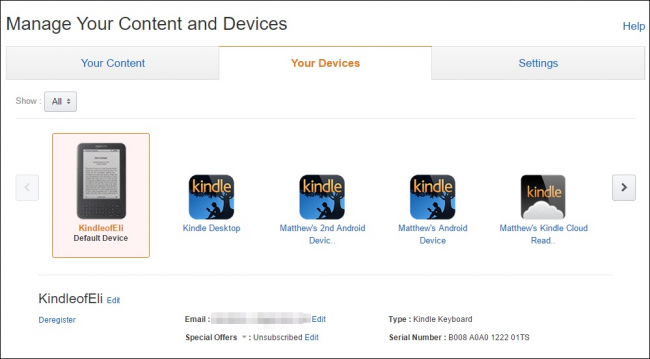 Manage Your Content and Devices
Help
Your Content
Your Devices
Settings
Show :
All
kindle
kindle
kindle
kindle
KindleofEli
Default Device
Kindle Desktop
Matthew's 2nd Android
Devic..
Matthew's Android
Device
Matthew's Kindle Cloud
Read..
KindleofEli Edit
Deregister
Email : Edit
Type : Kindle Keyboard
Special Offers : Unsubscribed Edit
Serial Number : B008 A0A0 1222 01TS